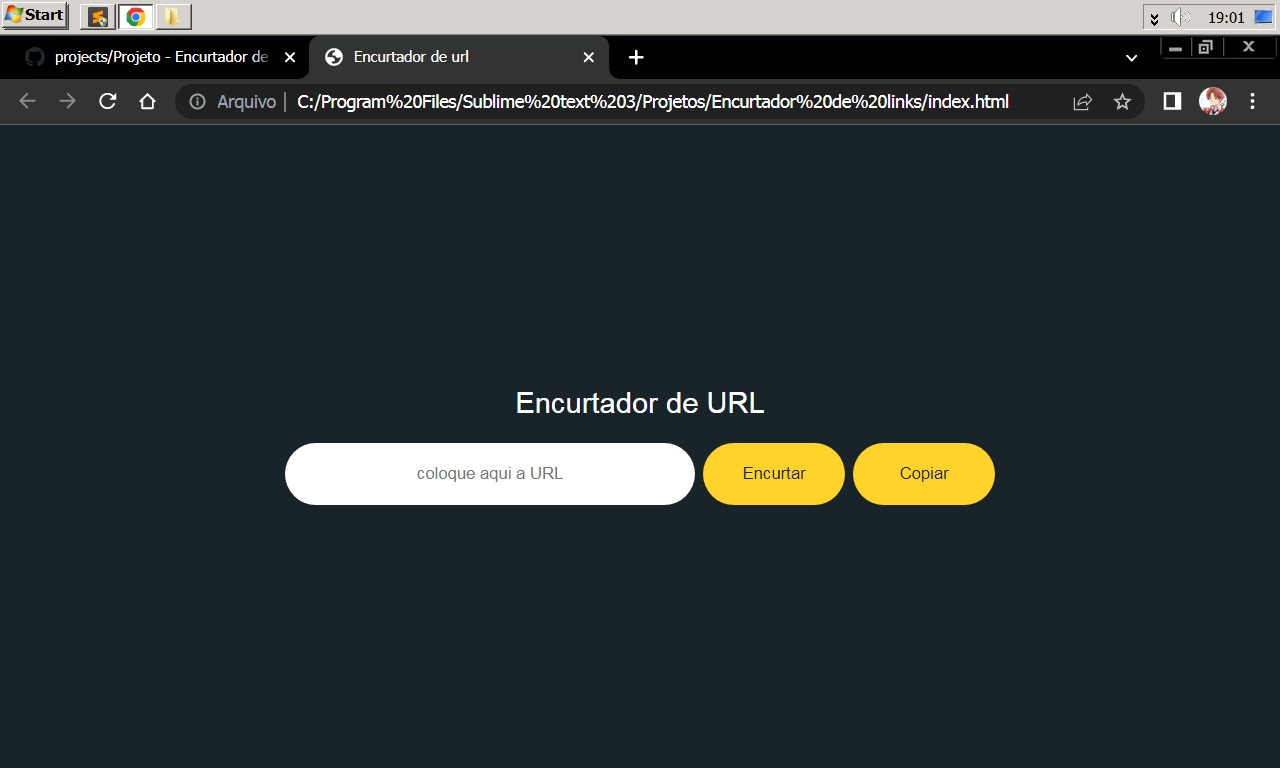 Start
19:01
projects/Projeto - Encurtador de
Encurtador de url
Arquivo
C:/Program%20Files/Sublime%20text%203/Projetos/Encurtador%20de%20links/index.html
Encurtador de URL
coloque aqui a URL
Encurtar
Copiar